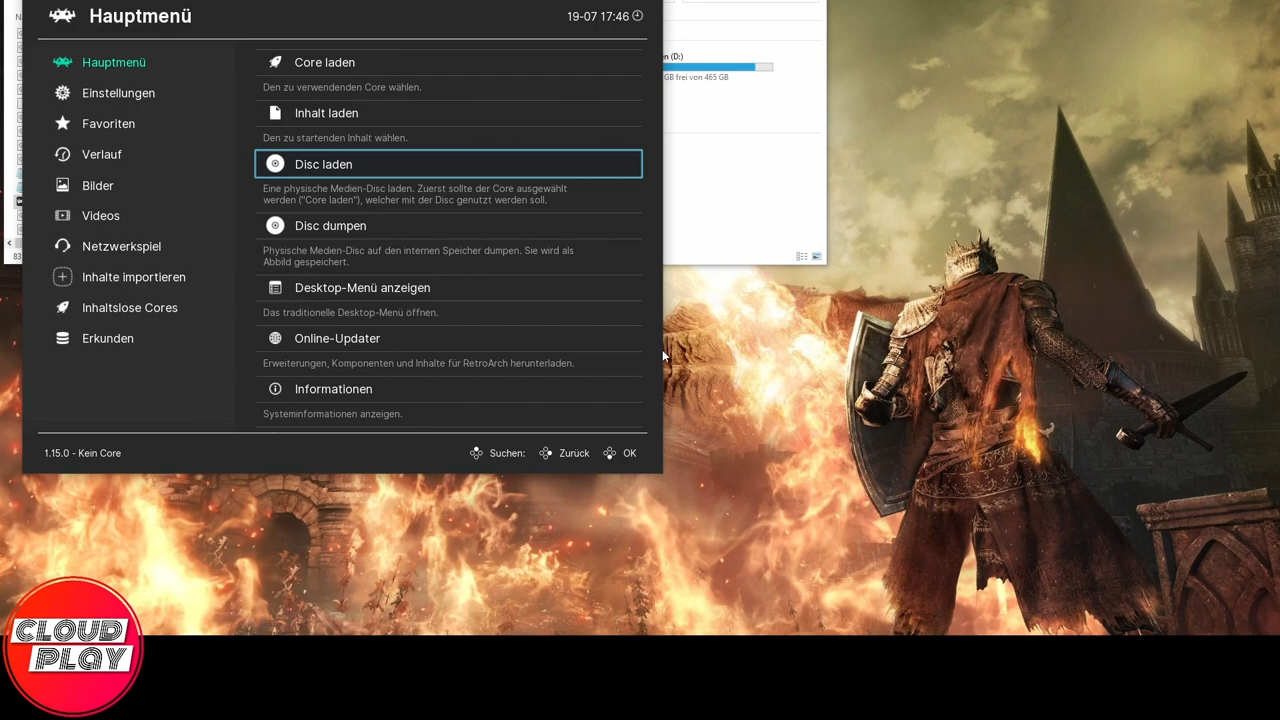 Hauptmenü
19-07 17:46
Hauptmenü
Einstellungen
Favoriten
Verlauf
Bilder
Videos
Netzwerkspiel
Inhalte importieren
Inhaltslose Cores
Erkunden
Core laden
Den zu verwendenden Core wählen.
Inhalt laden
Den zu startenden Inhalt wählen.
Disc laden
Eine physische Medien-Disc laden. Zuerst sollte der Core ausgewählt
werden ("Core laden"), welcher mit der Disc genutzt werden soll.
Disc dumpen
Physische Medien-Disc auf den internen Speicher dumpen. Sie wird als
Abbild gespeichert.
Desktop-Menü anzeigen
Das traditionelle Desktop-Menü öffnen.
Online-Updater
Erweiterungen, Komponenten und Inhalte für RetroArch herunterladen.
Informationen
Systeminformationen anzeigen.
1.15.0 - Kein Core
Suchen: Zurück OK
(D:)
GB frei von 465 GB
83
CLOUD
PLAY